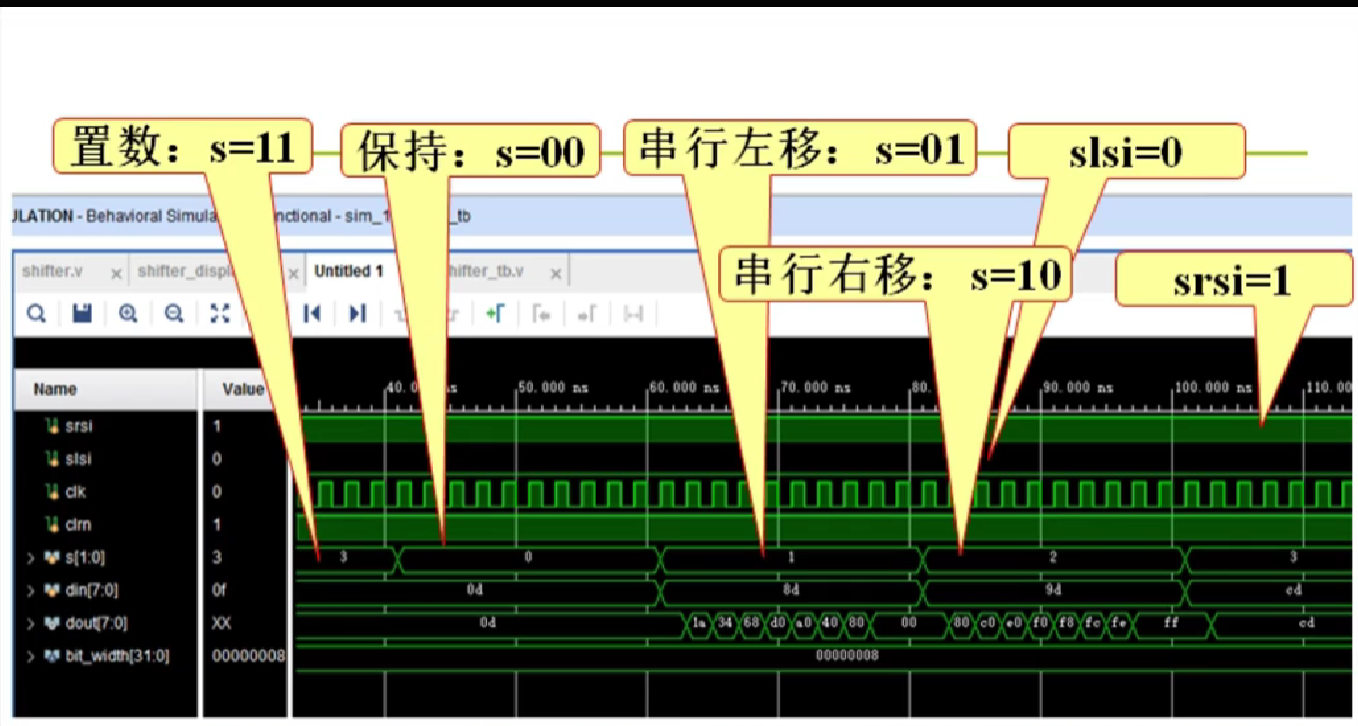 置数：s=11 保持：s=00 串行左移：s=01 slsi=0
JLATION - Behavioral Simula nctional - sim_1 _tb
串行右移：s=10 srsi=1
shifter.v × shifter_displ × Untitled 1 hifter_tb.v ×
Name Value 40.0 ns 50.000 ns 60.000 ns 70.000 ns 80. 90.000 ns 100.000 ns 110.00
srsi 1
slsi 0
clk 0
clrn 1
s[1:0] 3 3 0 1 2 3
din[7:0] 0f 0d 8d 9d cd
dout[7:0] XX 0d 1a 34 68 d0 a0 40 80 00 80 c0 e0 f0 f8 fc fe ff cd
bit_width[31:0] 00000008 00000008